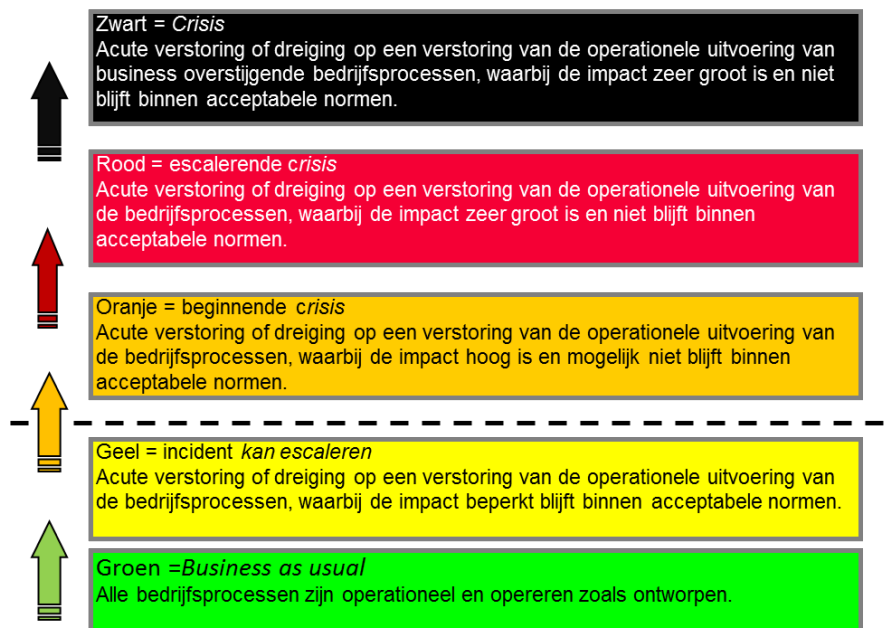 Zwart = Crisis
Acute verstoring of dreiging op een verstoring van de operationele uitvoering van
business overstijgende bedrijfsprocessen, waarbij de impact zeer groot is en niet
blijft binnen acceptabele normen.
Rood = escalerende crisis
Acute verstoring of dreiging op een verstoring van de operationele uitvoering van
de bedrijfsprocessen, waarbij de impact zeer groot is en niet blijft binnen
acceptabele normen.
Oranje = beginnende crisis
Acute verstoring of dreiging op een verstoring van de operationele uitvoering van
de bedrijfsprocessen, waarbij de impact hoog is en mogelijk niet blijft binnen
acceptabele normen.
Geel = incident kan escaleren
Acute verstoring of dreiging op een verstoring van de operationele uitvoering van
de bedrijfsprocessen, waarbij de impact beperkt blijft binnen acceptabele normen.
Groen =Business as usual
Alle bedrijfsprocessen zijn operationeel en opereren zoals ontworpen.